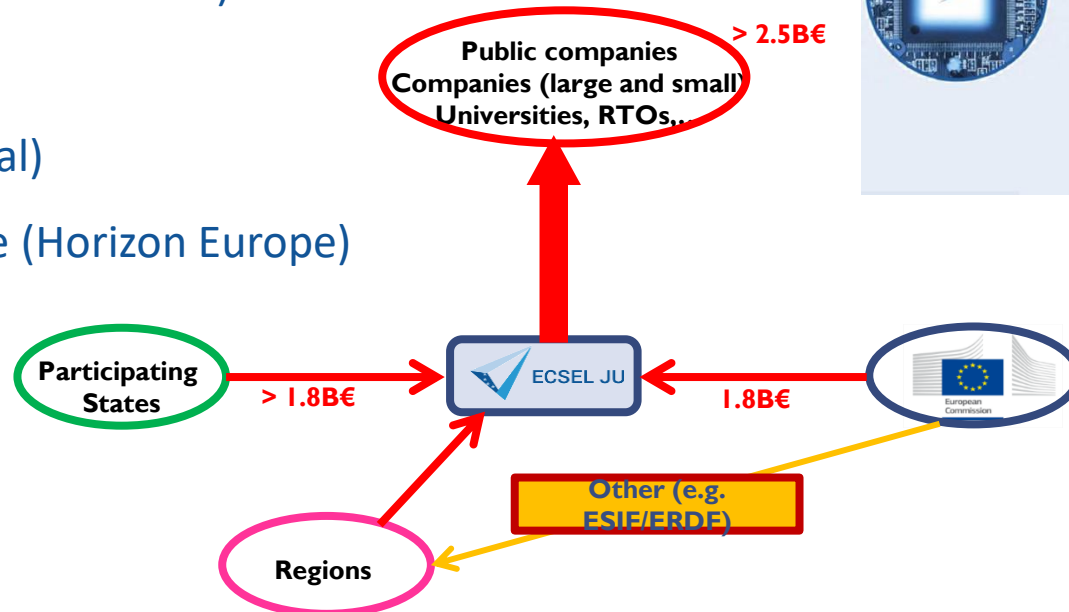 > 2.5B€
Public companies
Companies (large and small)
Universities, RTOs,..
al)
(Horizon Europe)
Participating
States
> 1.8B€
ECSEL JU
1.8B€
European
Commission
Other (e.g.
ESIF/ERDF)
Regions